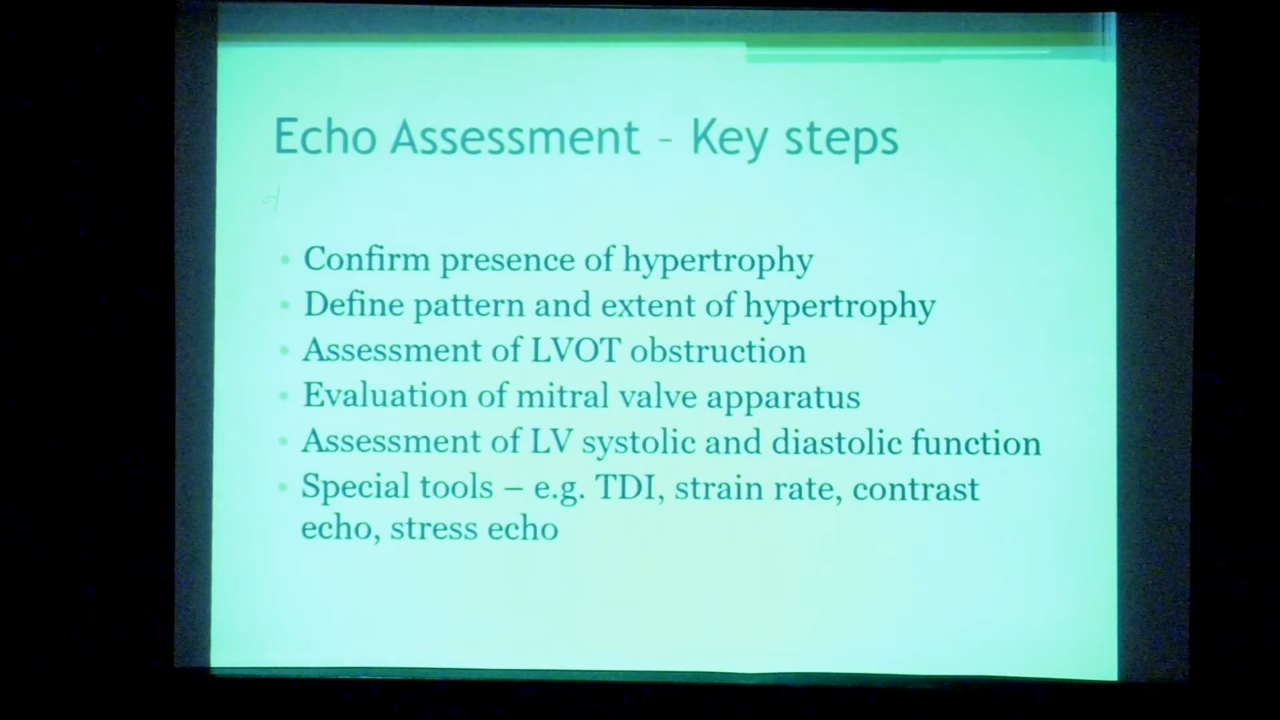 Echo Assessment – Key steps
• Confirm presence of hypertrophy
• Define pattern and extent of hypertrophy
• Assessment of LVOT obstruction
• Evaluation of mitral valve apparatus
• Assessment of LV systolic and diastolic function
• Special tools – e.g. TDI, strain rate, contrast
echo, stress echo